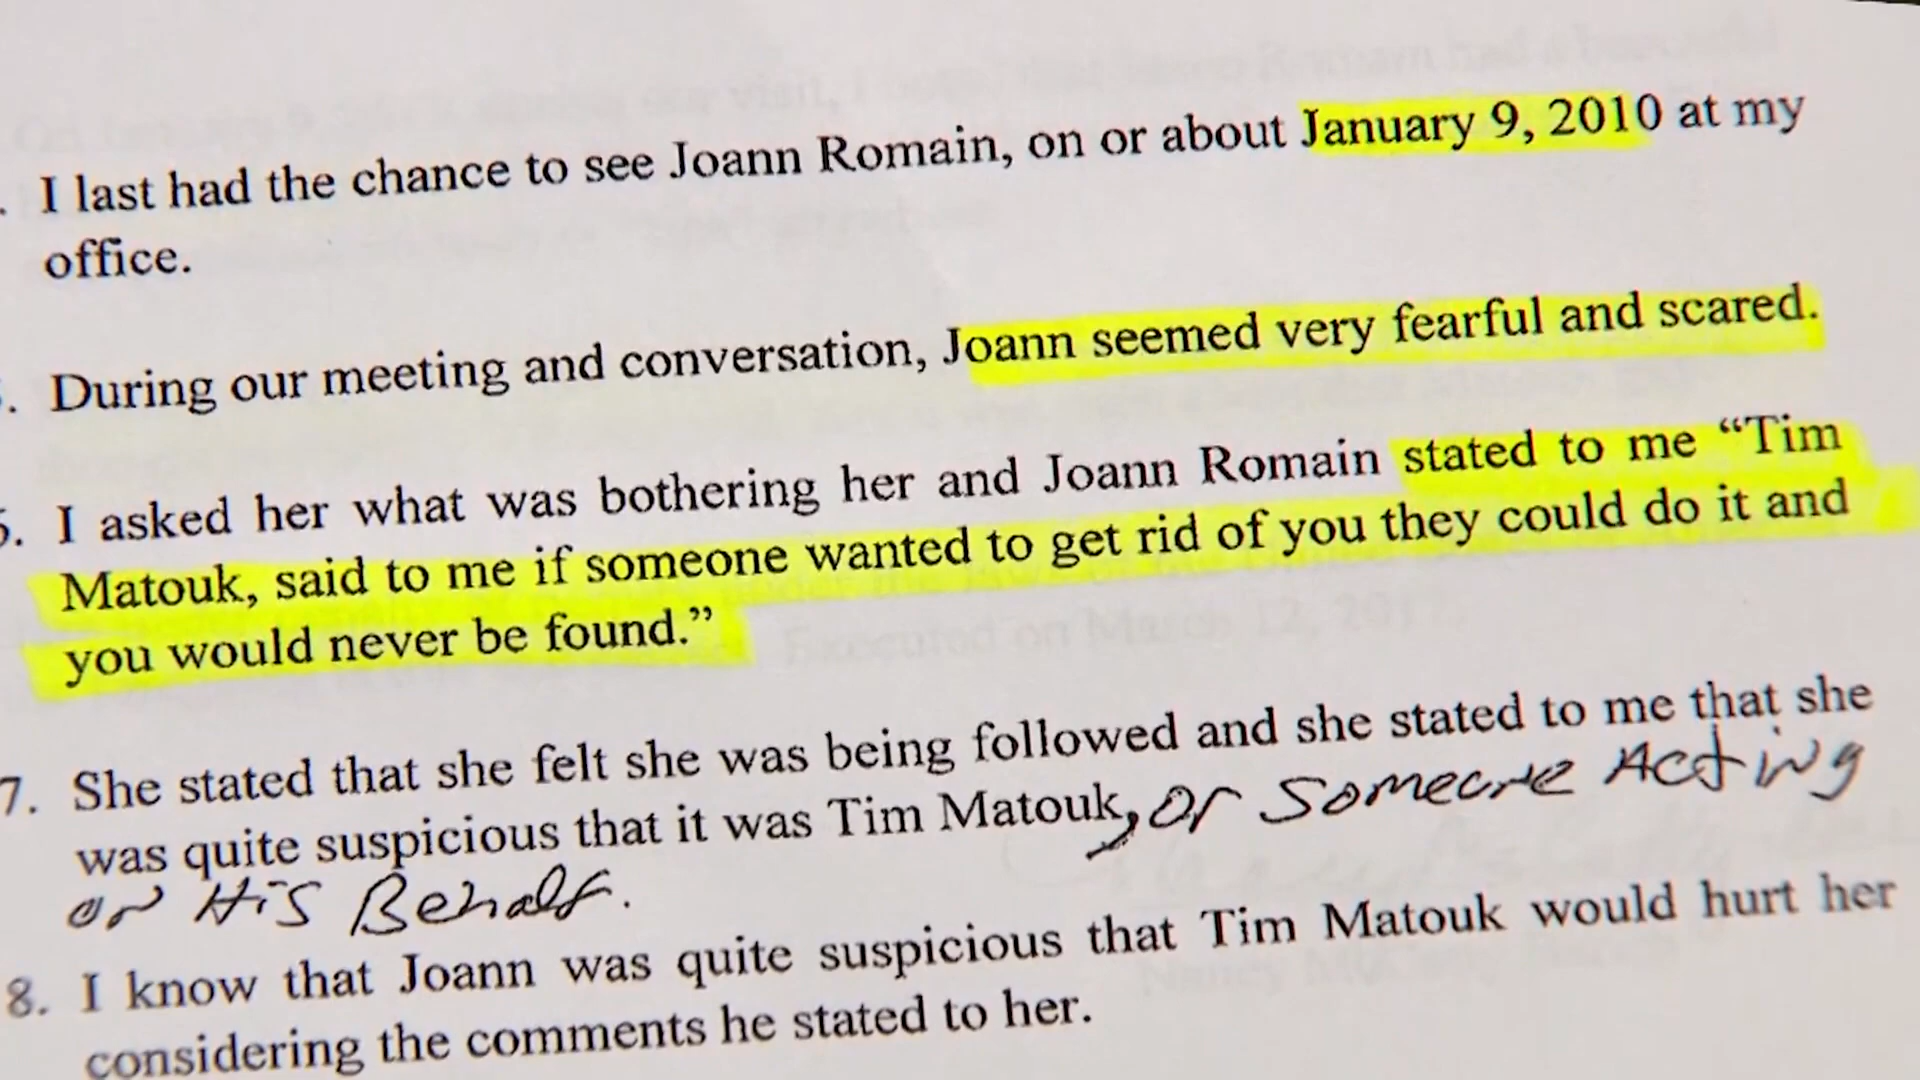 . I last had the chance to see Joann Romain, on or about January 9, 2010 at my
office.
. During our meeting and conversation, Joann seemed very fearful and scared.
. I asked her what was bothering her and Joann Romain stated to me “Tim
Matouk, said to me if someone wanted to get rid of you they could do it and
you would never be found.”
7. She stated that she felt she was being followed and she stated to me that she
was quite suspicious that it was Tim Matouk, or someone Acting
on His Behalf.
8. I know that Joann was quite suspicious that Tim Matouk would hurt her
considering the comments he stated to her.
Executed on March 12, 201